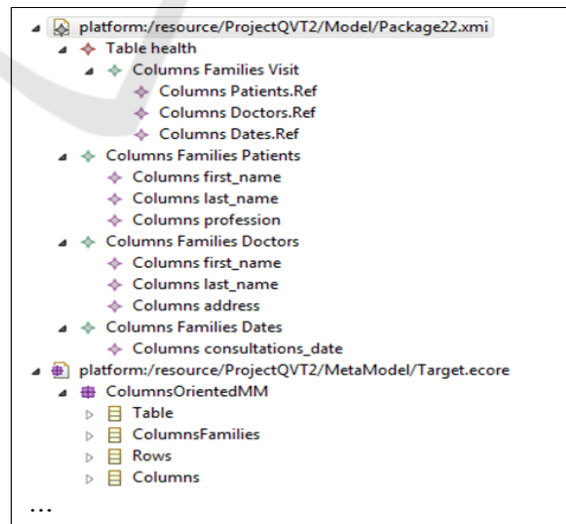 platform:/resource/ProjectQVT2/Model/Package22.xmi
Table health
Columns Families Visit
Columns Patients.Ref
Columns Doctors.Ref
Columns Dates.Ref
Columns Families Patients
Columns first_name
Columns last_name
Columns profession
Columns Families Doctors
Columns first_name
Columns last_name
Columns address
Columns Families Dates
Columns consultations_date
platform:/resource/ProjectQVT2/MetaModel/Target.ecore
ColumnsOrientedMM
Table
ColumnsFamilies
Rows
Columns
...